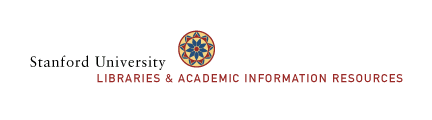 Stanford University
LIBRARIES & ACADEMIC INFORMATION RESOURCES